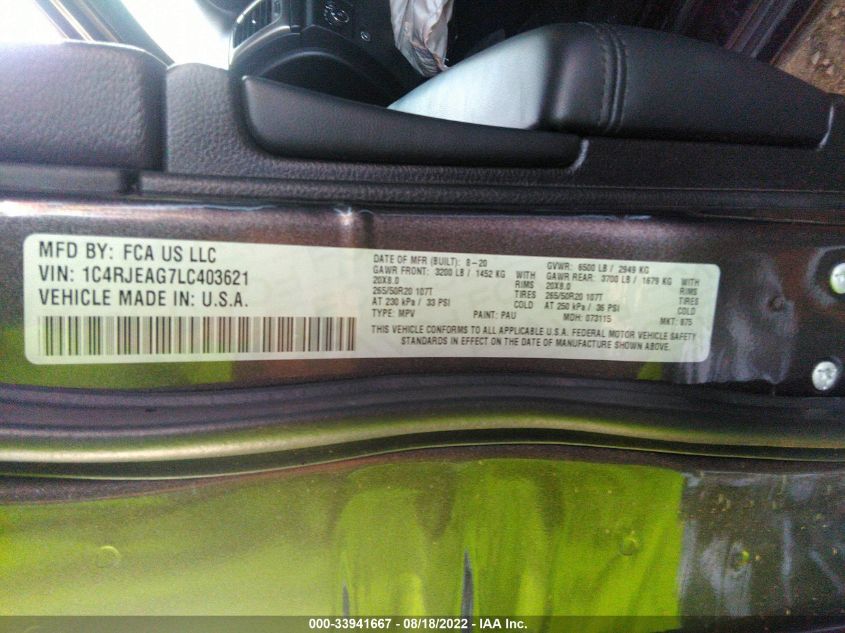 MFD BY: FCA US LLC
VIN: 1C4RJEAG7LC403621
VEHICLE MADE IN: U.S.A.
DATE OF MFR (BUILT): 8-20 GVWR: 6500 LB / 2949 KG
GAWR FRONT: 3200 LB / 1452 KG WITH GAWR REAR: 3700 LB / 1679 KG WITH
20X8.0 RIMS 20X8.0 RIMS
265/50R20 107T TIRES 265/50R20 107T TIRES
AT 230 kPa / 33 PSI COLD AT 250 kPa / 36 PSI COLD
TYPE: MPV PAINT: PAU MDH: 073115 MKT: 875
THIS VEHICLE CONFORMS TO ALL APPLICABLE U.S.A. FEDERAL MOTOR VEHICLE SAFETY
STANDARDS IN EFFECT ON THE DATE OF MANUFACTURE SHOWN ABOVE.
000-33941667 - 08/18/2022 - IAA Inc.